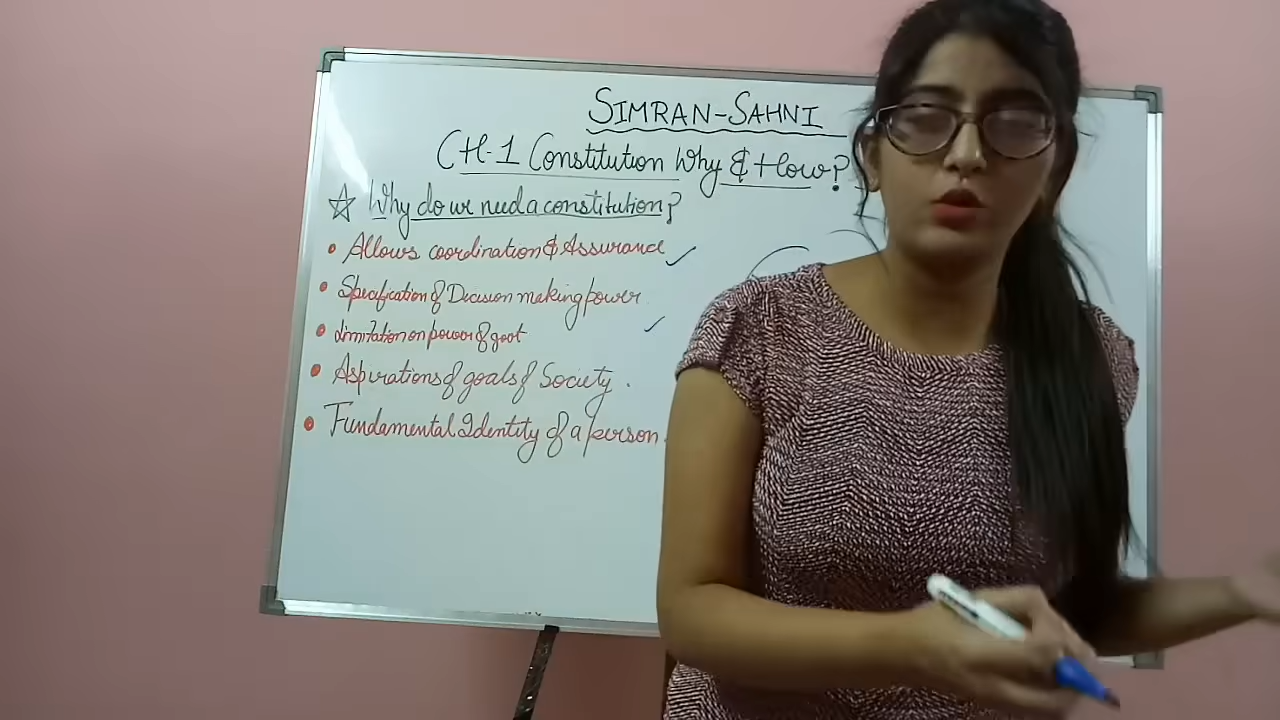 SIMRAN-SAHNI
CH-1 Constitution Why & How?
Why do we need a constitution?
Allows coordination & Assurance
Specification of Decision making power
Limitation on power of govt
Aspirations of goals of Society.
Fundamental Identity of a person.